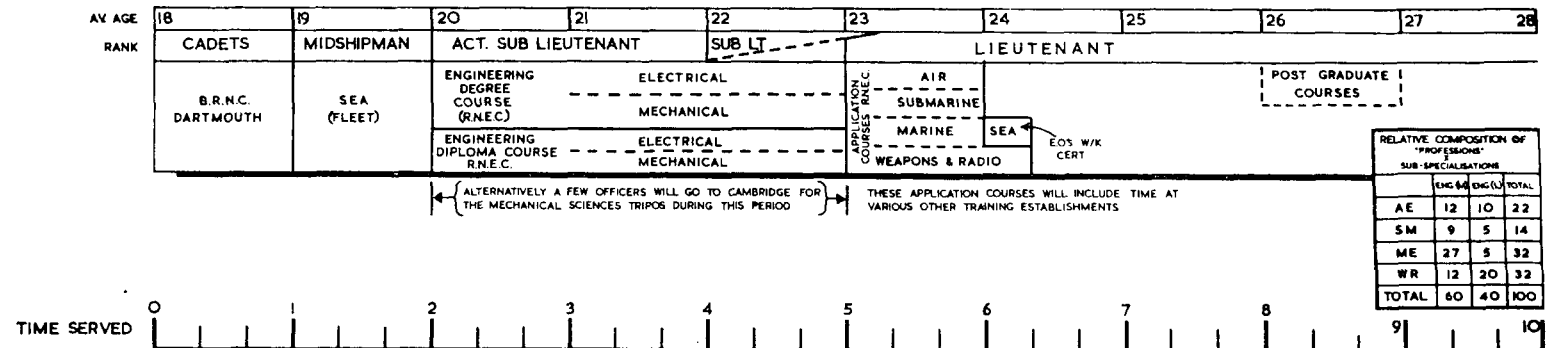 AV. AGE 18 19 20 21 22 23 24 25 26 27 28
RANK CADETS MIDSHIPMAN ACT. SUB LIEUTENANT SUB LT LIEUTENANT
B.R.N.C.
DARTMOUTH
SEA
(FLEET)
ENGINEERING
DEGREE
COURSE
(R.N.E.C)
ELECTRICAL
MECHANICAL
ENGINEERING
DIPLOMA COURSE
R.N.E.C.
ELECTRICAL
MECHANICAL
APPLICATION
COURSES R.N.E.C.
AIR
SUBMARINE
MARINE
SEA
WEAPONS & RADIO
EOS W/K
CERT
POST GRADUATE
COURSES
ALTERNATIVELY A FEW OFFICERS WILL GO TO CAMBRIDGE FOR
THE MECHANICAL SCIENCES TRIPOS DURING THIS PERIOD
THESE APPLICATION COURSES WILL INCLUDE TIME AT
VARIOUS OTHER TRAINING ESTABLISHMENTS
RELATIVE COMPOSITION OF
"PROFESSIONS"
X
SUB-SPECIALISATIONS
ENG (M) ENG (L) TOTAL
AE 12 10 22
SM 9 5 14
ME 27 5 32
WR 12 20 32
TOTAL 60 40 100
TIME SERVED 0 1 2 3 4 5 6 7 8 9 10